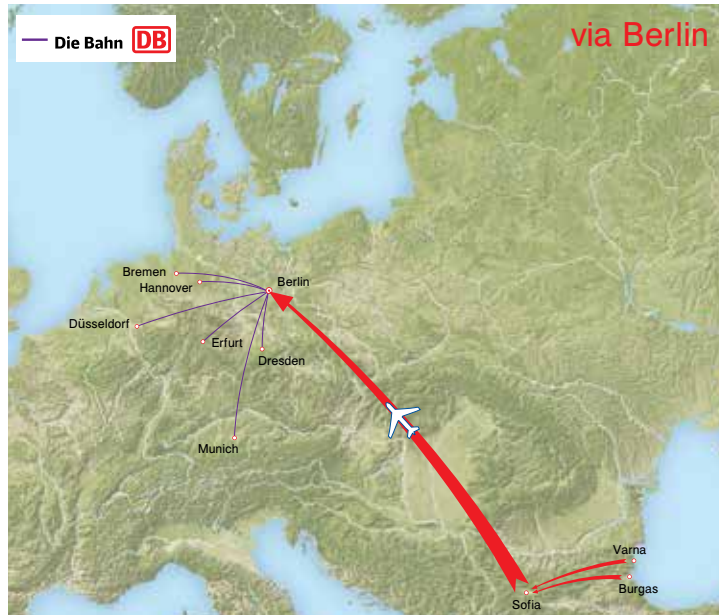 Die Bahn DB
via Berlin
Bremen
Hannover
Berlin
Düsseldorf
Erfurt
Dresden
Munich
Varna
Burgas
Sofia